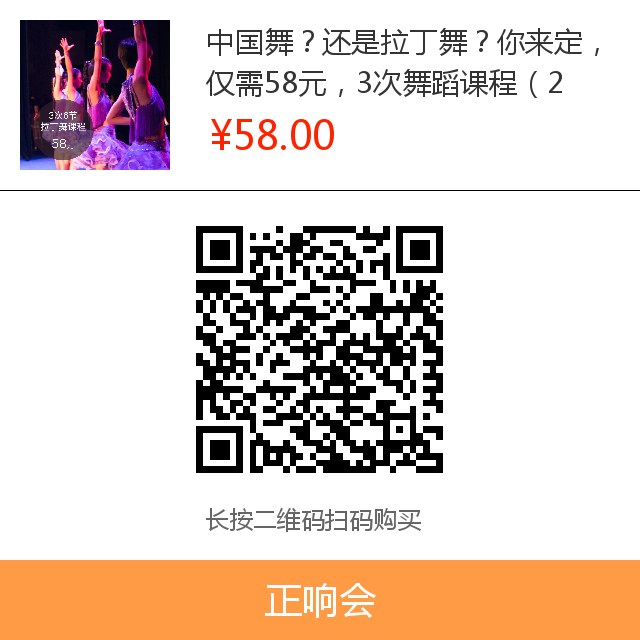 中国舞？还是拉丁舞？你来定，
仅需58元，3次舞蹈课程（2
¥58.00
3次6节
拉丁舞课程
58,.
长按二维码扫码购买
正响会